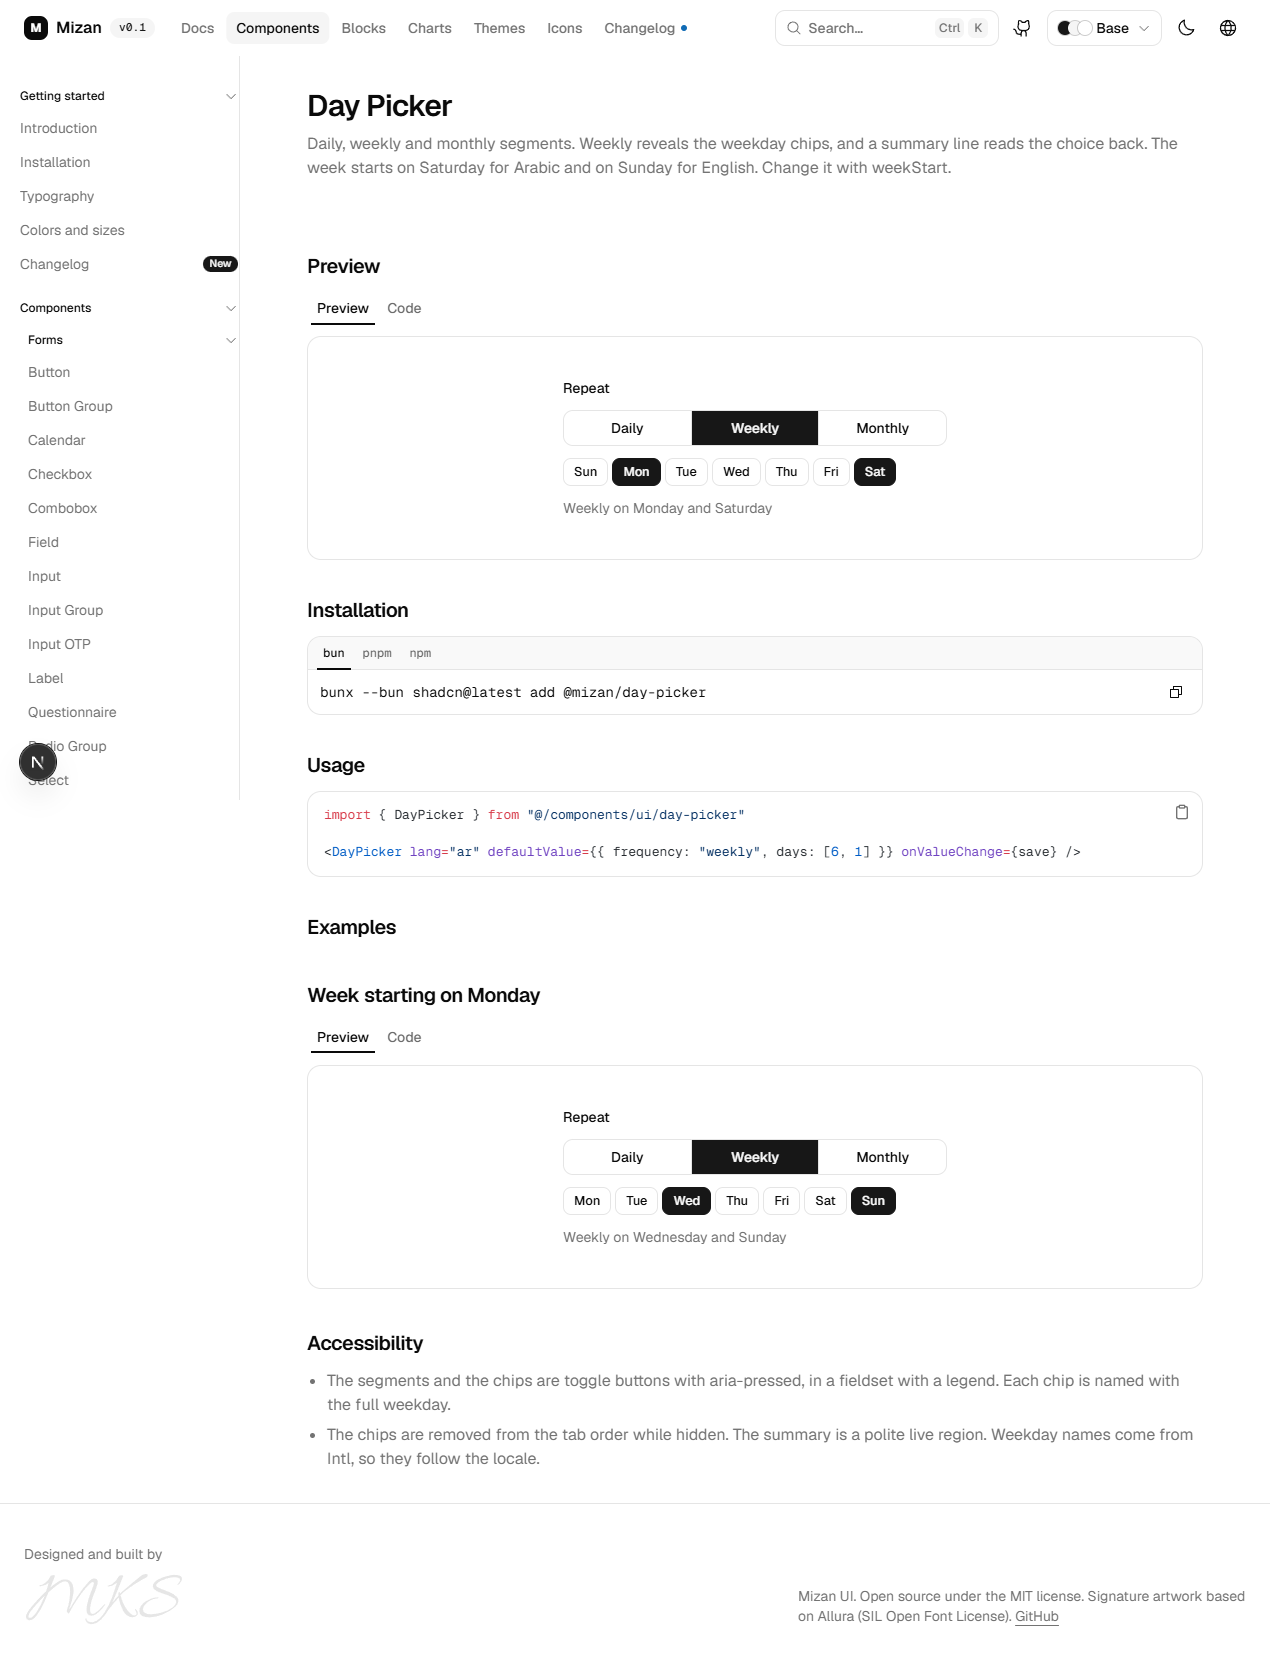 M Mizan v0.1 Docs Components Blocks Charts Themes Icons Changelog Search... Ctrl K Base
Getting started
Introduction
Installation
Typography
Colors and sizes
Changelog New
Components
Forms
Button
Button Group
Calendar
Checkbox
Combobox
Field
Input
Input Group
Input OTP
Label
Questionnaire
Radio Group
N
Select
Day Picker
Daily, weekly and monthly segments. Weekly reveals the weekday chips, and a summary line reads the choice back. The
week starts on Saturday for Arabic and on Sunday for English. Change it with weekStart.
Preview
Preview Code
Repeat
Daily Weekly Monthly
Sun Mon Tue Wed Thu Fri Sat
Weekly on Monday and Saturday
Installation
bun pnpm npm
bunx --bun shadcn@latest add @mizan/day-picker
Usage
import { DayPicker } from "@/components/ui/day-picker"
<DayPicker lang="ar" defaultValue={{ frequency: "weekly", days: [6, 1] }} onValueChange={save} />
Examples
Week starting on Monday
Preview Code
Repeat
Daily Weekly Monthly
Mon Tue Wed Thu Fri Sat Sun
Weekly on Wednesday and Sunday
Accessibility
• The segments and the chips are toggle buttons with aria-pressed, in a fieldset with a legend. Each chip is named with
the full weekday.
• The chips are removed from the tab order while hidden. The summary is a polite live region. Weekday names come from
Intl, so they follow the locale.
Designed and built by
MKS
Mizan UI. Open source under the MIT license. Signature artwork based
on Allura (SIL Open Font License). GitHub